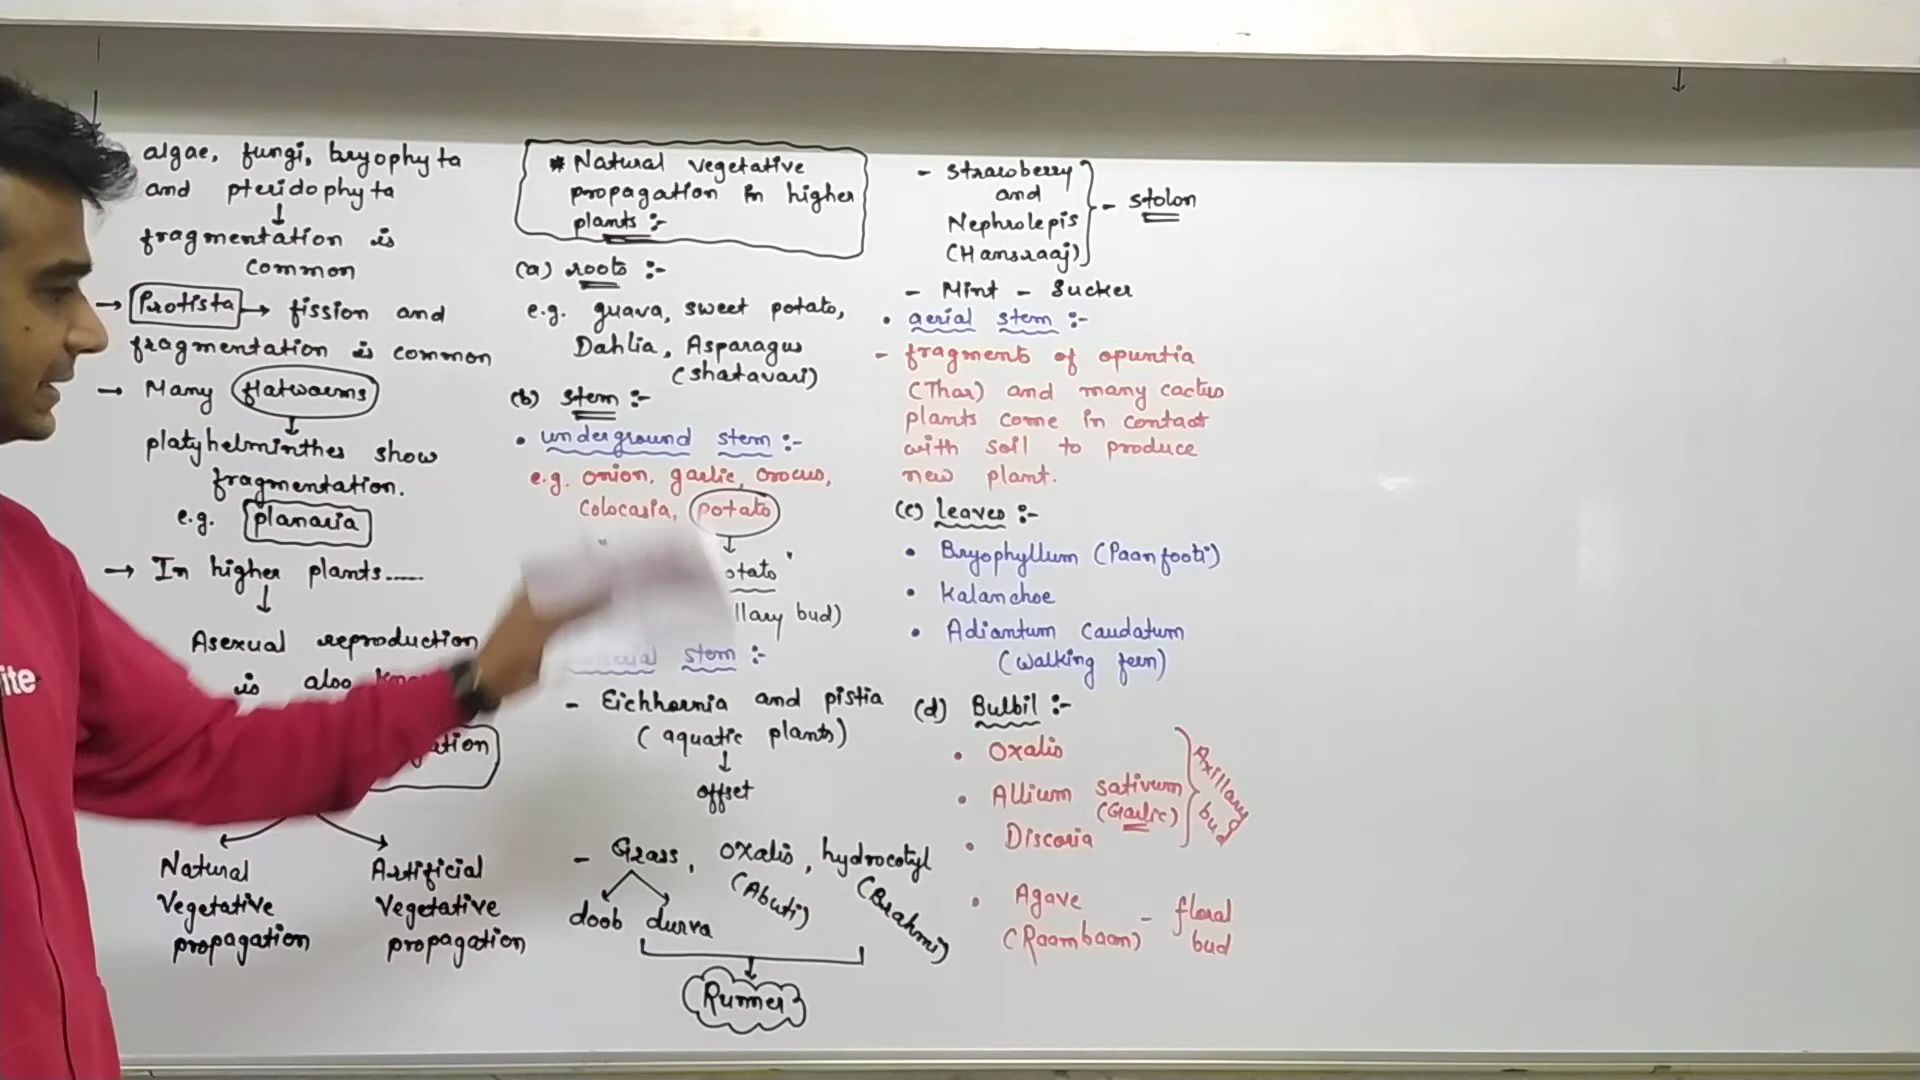 algae, fungi, bryophyta
and pteridophyta
↓
fragmentation is
common
→ Protista → fission and
fragmentation is common
→ Many flatworms
↓
platyhelminthes show
fragmentation.
e.g. planaria
→ In higher plants.....
↓
Asexual reproduction
is also
Natural
Vegetative
propagation
Artificial
Vegetative
propagation
* Natural vegetative
propagation in higher
plants :-
(a) roots :-
e.g. guava, sweet potato,
Dahlia, Asparagus
(shatavari)
(b) stem :-
• underground stem :-
e.g. onion, garlic, crocus,
Colocasia, potato
↓
bud)
stem :-
- Eichhornia and pistia
(aquatic plants)
↓
offset
- Grass, oxalis, hydrocotyl
(Abuti) (Brahmi)
doob durva
Runner
- Strawberry
and
Nephrolepis
(Hansraaj)
- Stolon
- Mint - Sucker
• aerial stem :-
- fragments of opuntia
(Thar) and many cactus
plants come in contact
with soil to produce
new plant.
(c) leaves :-
• Bryophyllum (Paanfooti)
• Kalanchoe
• Adiantum caudatum
(walking fern)
(d) Bulbil :-
• Oxalis
• Allium sativum
(Garlic)
• Discoria
Axillary
bud
• Agave
(Raambaan) - floral
bud
ite